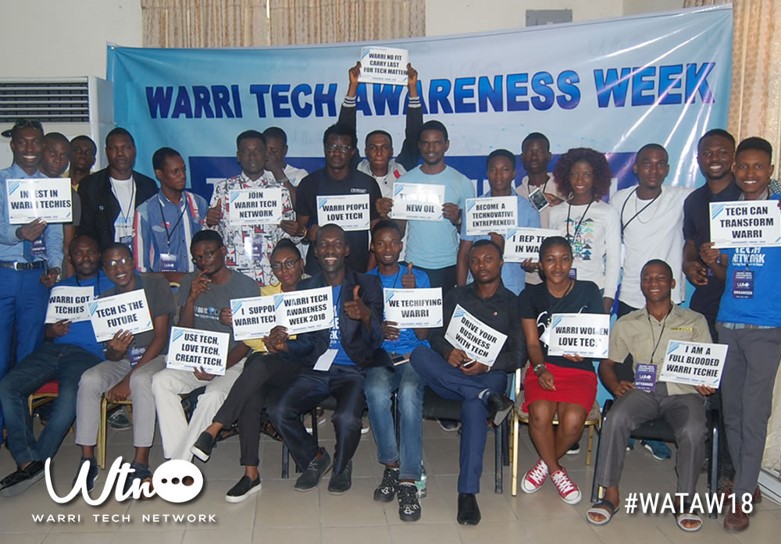 WARRI NO FIT
CARRY LAST
FOR TECH MATTER
WARRI TECH AWARENESS WEEK
INVEST IN
WARRI TECHIES
JOIN
WARRI TECH
NETWORK
WARRI PEOPLE
LOVE TECH
NEW OIL
BECOME A
TECHNOVATIVE
ENTREPRENEUR
I REP TECH
IN WARRI
TECH CAN
TRANSFORM
WARRI
WARRI GOT
TECHIES
TECH IS THE
FUTURE
USE TECH,
LOVE TECH,
CREATE TECH.
I SUPPORT
WARRI TECH
WARRI TECH
AWARENESS
WEEK 2018
WE TECHIFYING
WARRI
DRIVE YOUR
BUSINESS
WITH TECH
WARRI WOMEN
LOVE TECH
I AM A
FULL BLOODED
WARRI TECHIE
Wtn
WARRI TECH NETWORK
#WATAW18